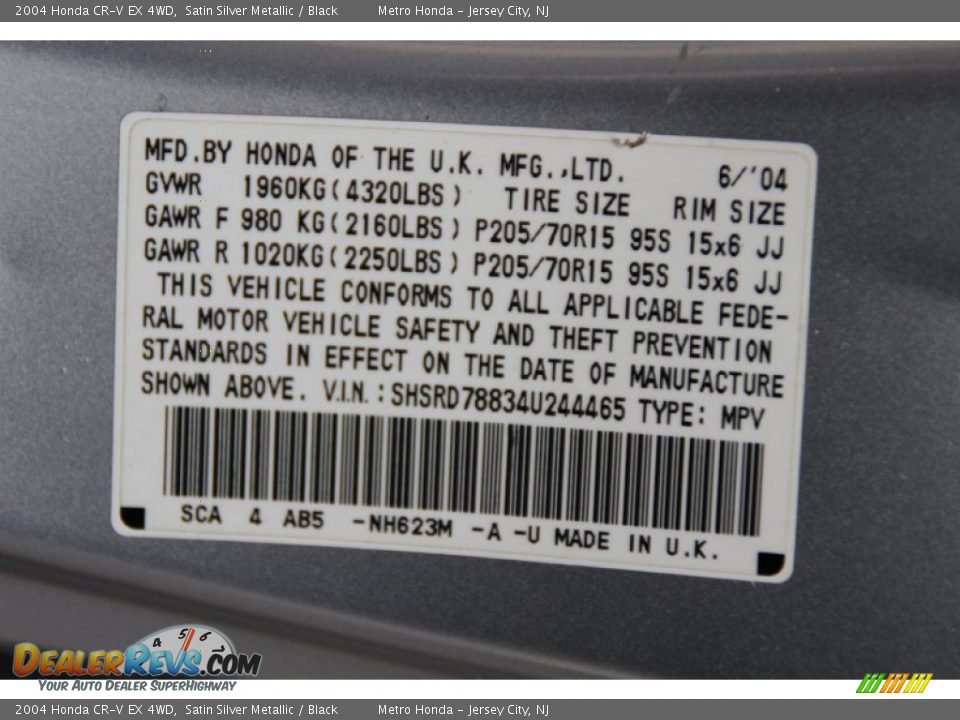 2004 Honda CR-V EX 4WD, Satin Silver Metallic / Black Metro Honda - Jersey City, NJ
MFD.BY HONDA OF THE U.K. MFG.,LTD. 6/'04
GVWR 1960KG(4320LBS) TIRE SIZE RIM SIZE
GAWR F 980 KG(2160LBS) P205/70R15 95S 15x6 JJ
GAWR R 1020KG(2250LBS) P205/70R15 95S 15x6 JJ
THIS VEHICLE CONFORMS TO ALL APPLICABLE FEDE-
RAL MOTOR VEHICLE SAFETY AND THEFT PREVENTION
STANDARDS IN EFFECT ON THE DATE OF MANUFACTURE
SHOWN ABOVE. V.I.N.:SHSRD78834U244465 TYPE: MPV
SCA 4 AB5 -NH623M -A -U MADE IN U.K.
4 5 6 7
DEALERREVS.COM
YOUR AUTO DEALER SUPERHIGHWAY
2004 Honda CR-V EX 4WD, Satin Silver Metallic / Black Metro Honda - Jersey City, NJ